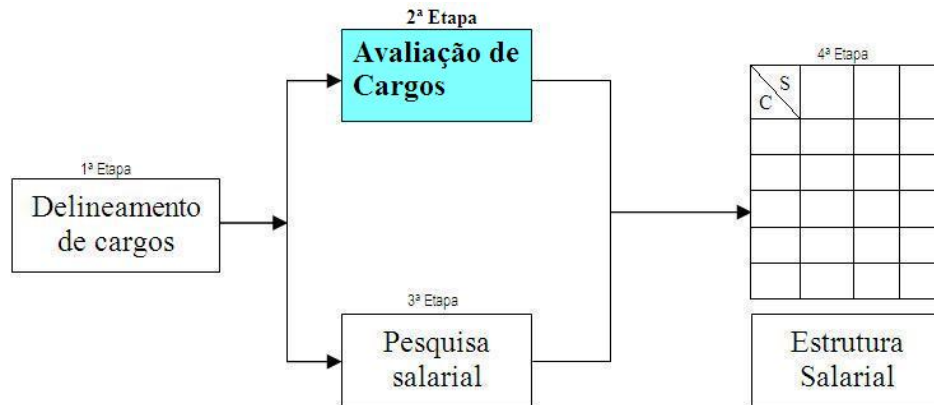 2ª Etapa
Avaliação de
Cargos
4ª Etapa
S
C
1ª Etapa
Delineamento
de cargos
3ª Etapa
Pesquisa
salarial
Estrutura
Salarial